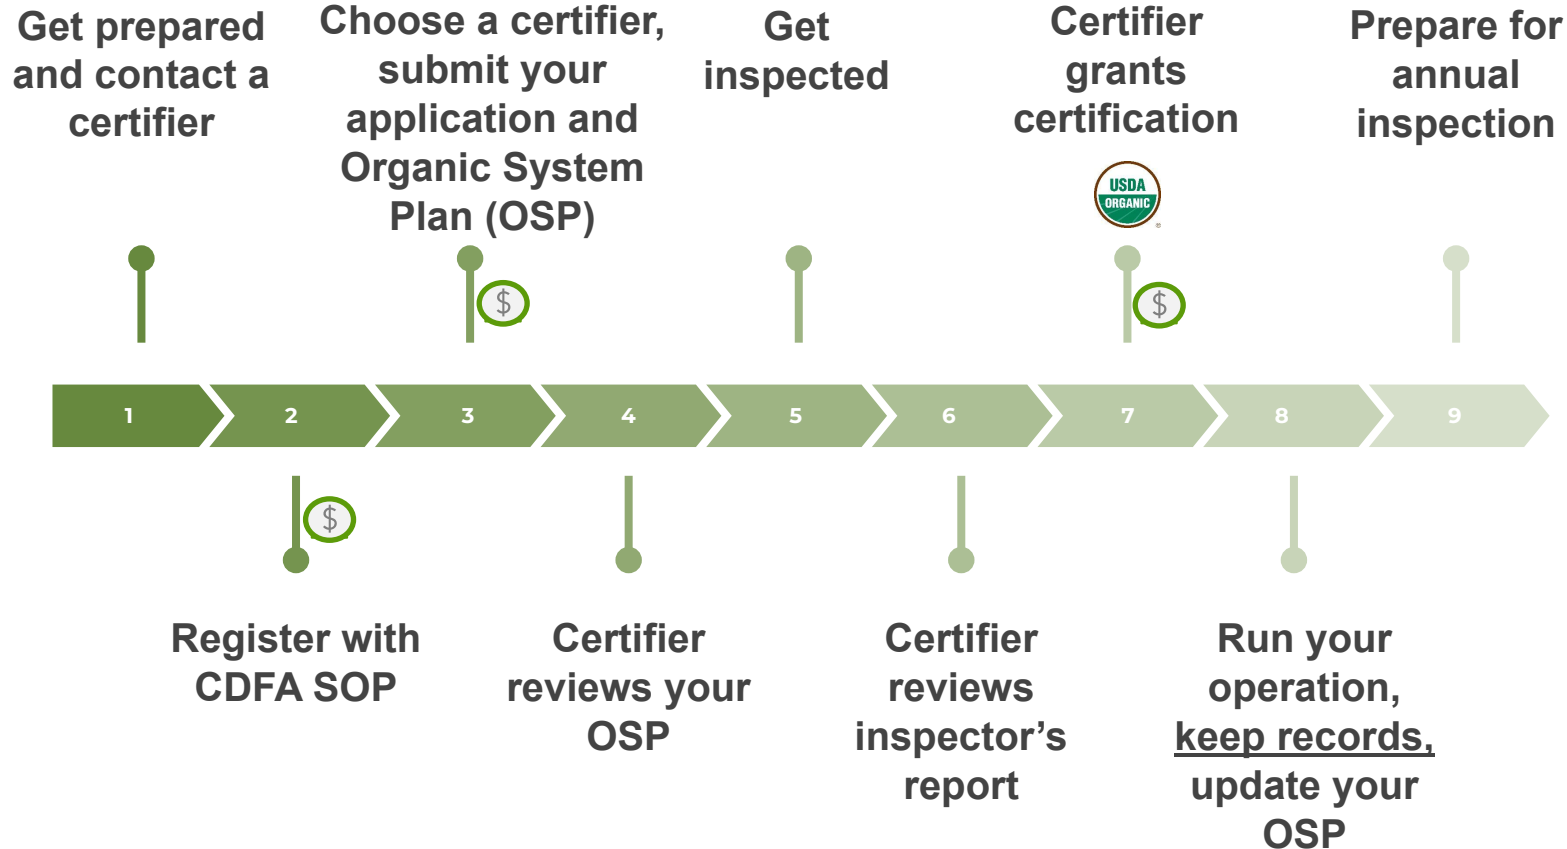 Get prepared
and contact a
certifier
Choose a certifier,
submit your
application and
Organic System
Plan (OSP)
Get
inspected
Certifier
grants
certification
USDA
ORGANIC
®
Prepare for
annual
inspection
$
$
1
2
3
4
5
6
7
8
9
$
Register with
CDFA SOP
Certifier
reviews your
OSP
Certifier
reviews
inspector’s
report
Run your
operation,
keep records,
update your
OSP